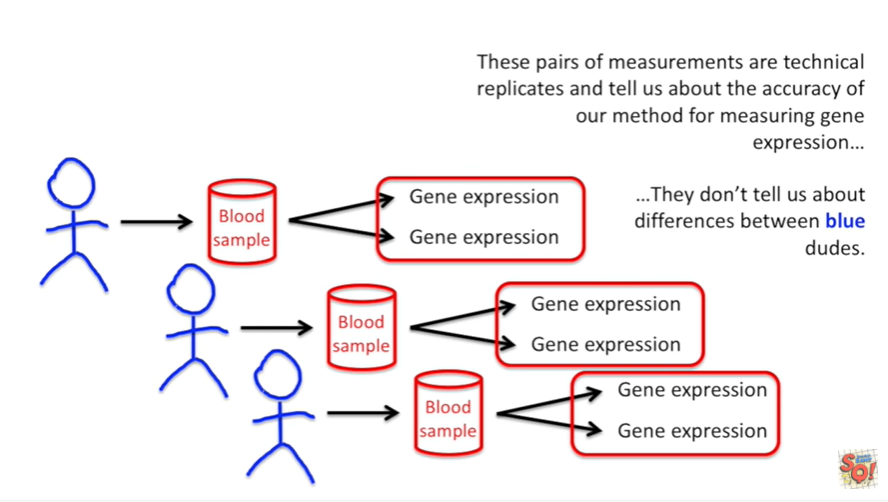 These pairs of measurements are technical
replicates and tell us about the accuracy of
our method for measuring gene
expression…
…They don’t tell us about
differences between blue
dudes.
Blood
sample
Gene expression
Gene expression
Blood
sample
Gene expression
Gene expression
Blood
sample
Gene expression
Gene expression
SQ!